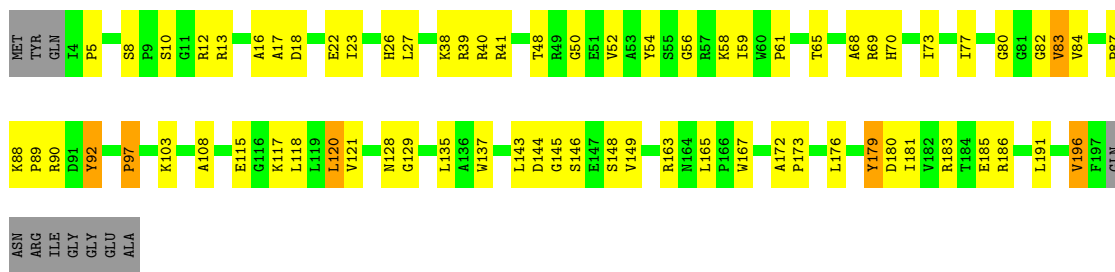 MET TYR GLN I4 P5 S8 P9 S10 G11 R12 R13 A16 A17 D18 E22 I23 H26 L27 K38 R39 R40 R41 T48 R49 G50 E51 V52 A53 Y54 S55 G56 R57 K58 I59 W60 P61 T65 A68 R69 H70 I73 I77 G80 G81 G82 V83 V84
K88 P89 R90 D91 Y92 P97 K103 A108 E115 G116 K117 L118 L119 L120 V121 N128 G129 L135 A136 W137 L143 D144 G145 S146 E147 S148 V149 R163 N164 L165 P166 W167 A172 P173 L176 Y179 D180 I181 V182 R183 T184 E185 R186 L191 V196 F197 GLN
ASN ARG ILE GLY GLY GLU ALA